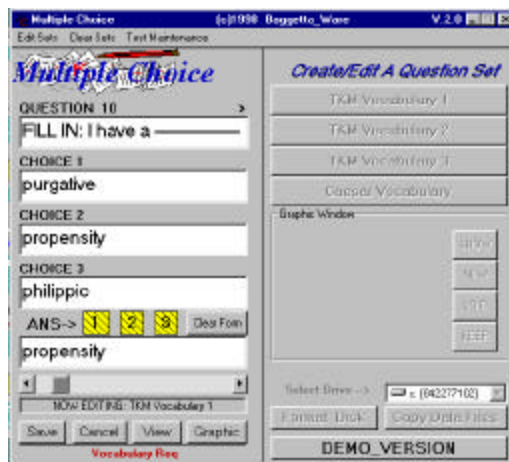 Multiple Choice (c)1998 Baggetto_Ware V.2.0
Edit Sets Clear Sets Test Maintenance
Multiple Choice
QUESTION 10 >
FILL IN: I have a ————
CHOICE 1
purgative
CHOICE 2
propensity
CHOICE 3
philippic
ANS-> 1 2 3 Clear Form
propensity
NOW EDITING: TKM Vocabulary 1
Save Cancel View Graphic
Vocabulary Req
Create/Edit A Question Set
TKM Vocabulary 1
TKM Vocabulary 2
TKM Vocabulary 3
Caesar Vocabulary
Graphic Window
KEEP
Select Drive -->
Format Disk Copy Data Files
DEMO_VERSION